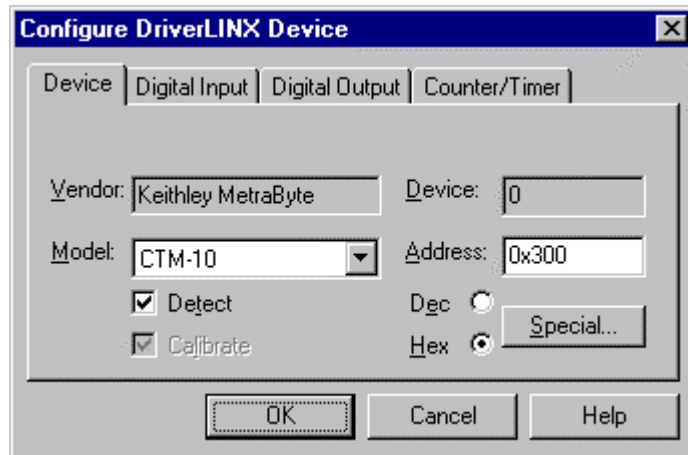 Configure DriverLINX Device
Device Digital Input Digital Output Counter/Timer
Vendor: Keithley MetraByte Device: 0
Model: CTM-10 Address: 0x300
Detect Dec
Special...
Calibrate Hex
OK Cancel Help